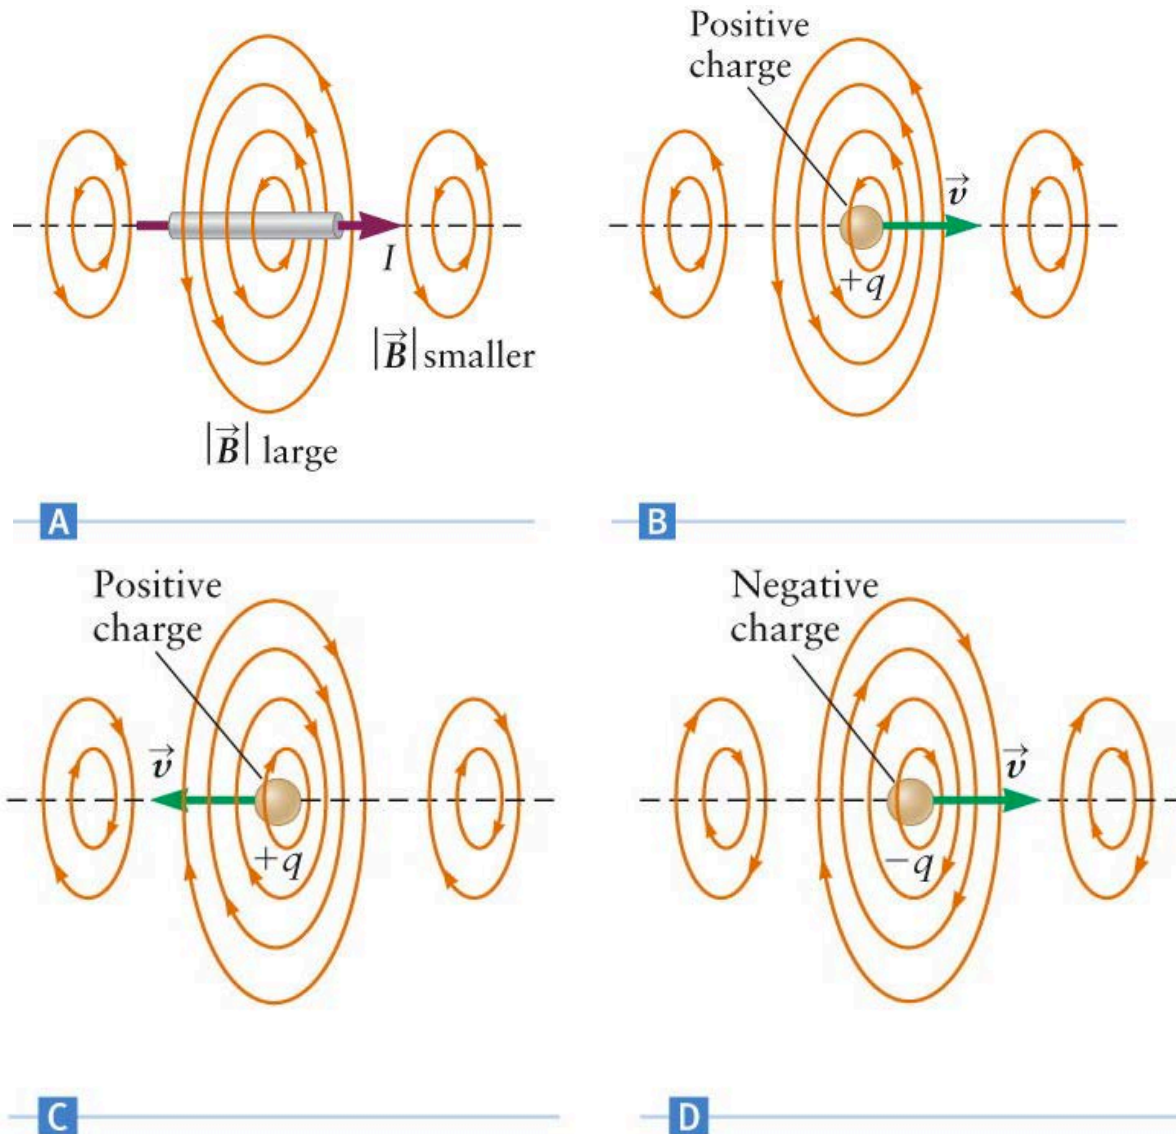 I
|B⃗| smaller
|B⃗| large
A
Positive
charge
v⃗
+q
B
Positive
charge
v⃗
+q
C
Negative
charge
v⃗
−q
D